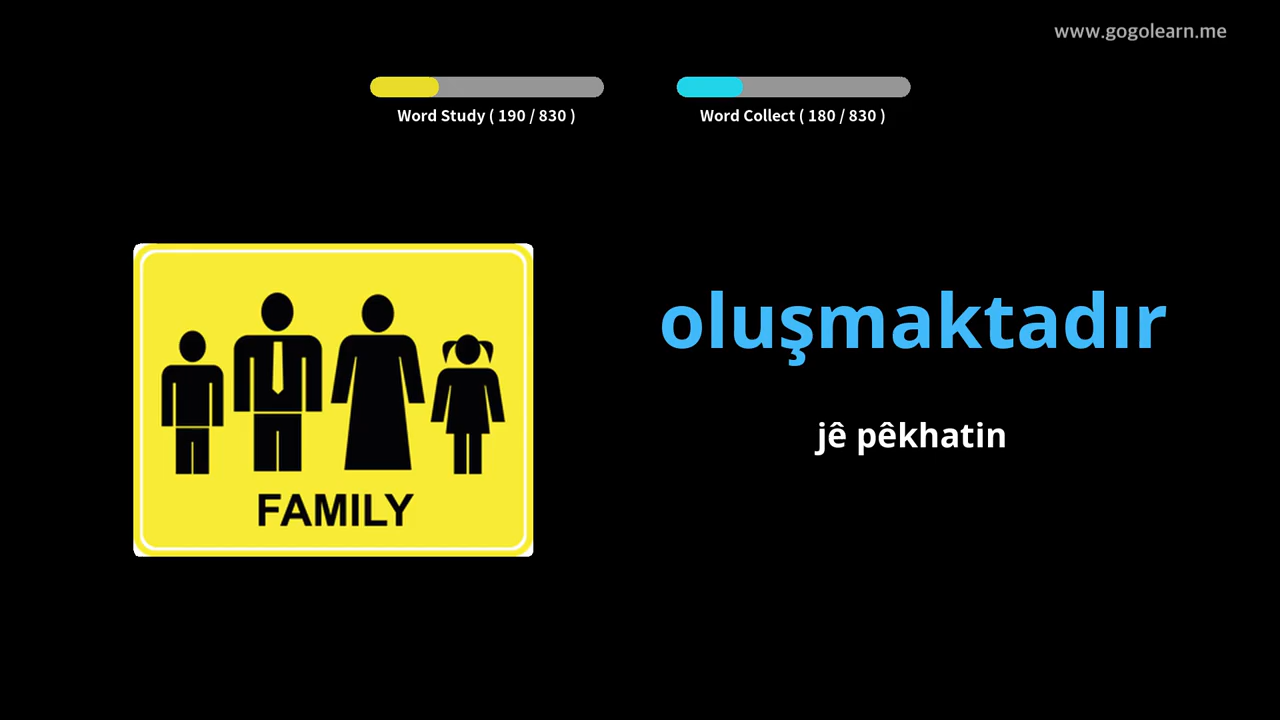 www.gogolearn.me
Word Study ( 190 / 830 )
Word Collect ( 180 / 830 )
oluşmaktadır
jê pêkhatin
FAMILY